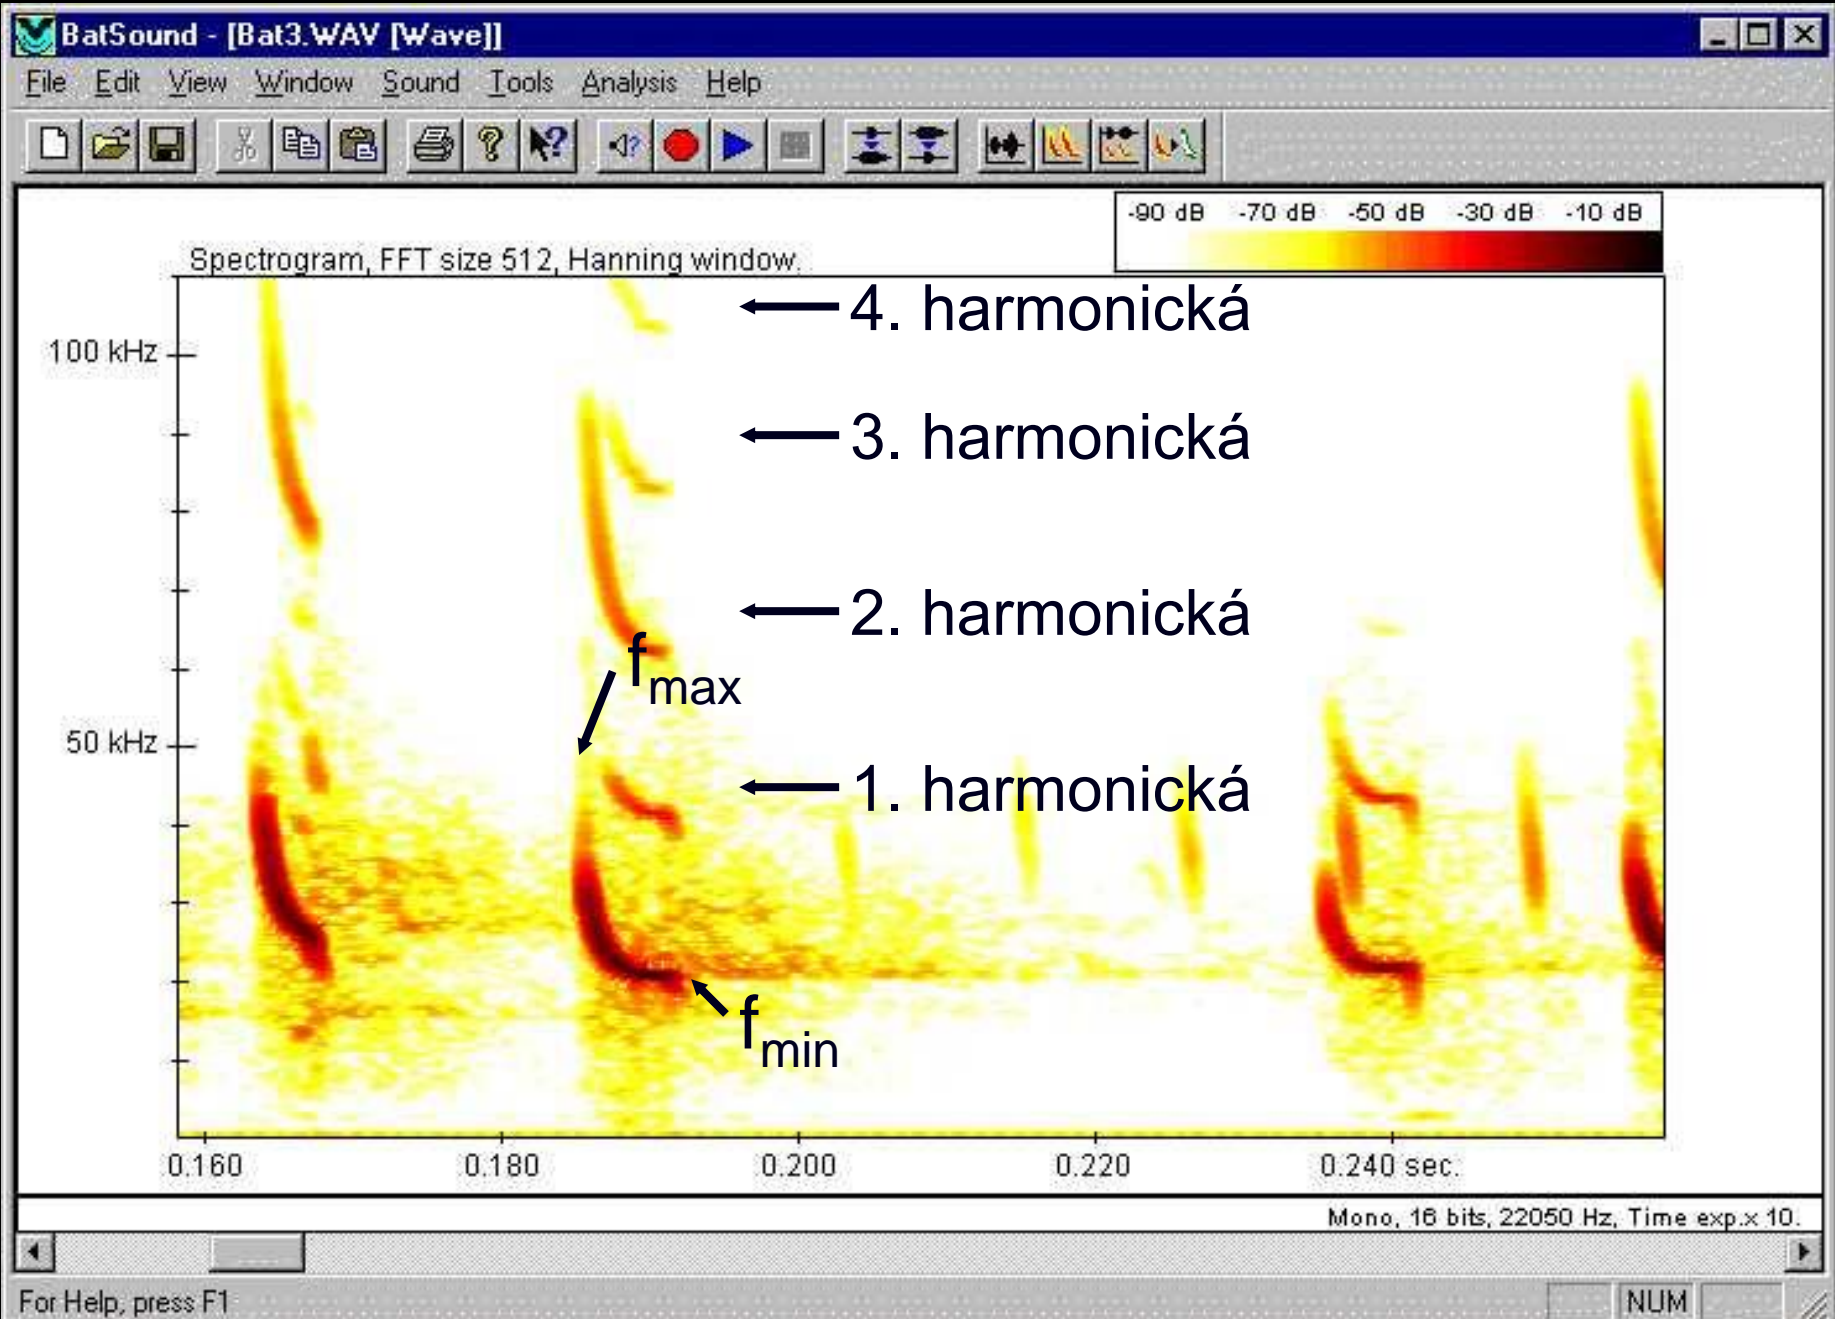 BatSound - [Bat3.WAV [Wave]]
File Edit View Window Sound Tools Analysis Help
-90 dB -70 dB -50 dB -30 dB -10 dB
Spectrogram, FFT size 512, Hanning window.
4. harmonická
100 kHz
3. harmonická
2. harmonická
fmax
50 kHz
1. harmonická
fmin
0.160 0.180 0.200 0.220 0.240 sec.
Mono, 16 bits, 22050 Hz, Time exp.x 10.
For Help, press F1 NUM